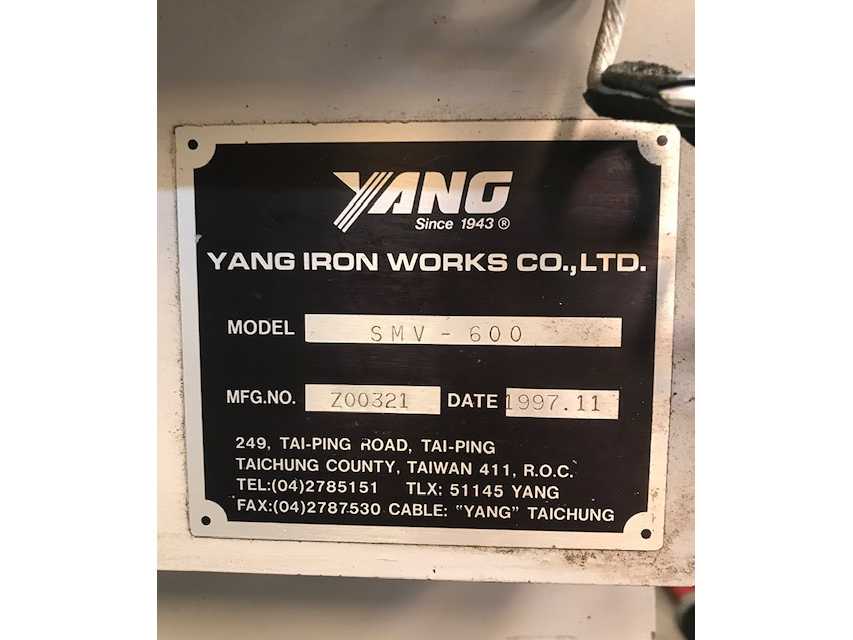 YANG
Since 1943®
YANG IRON WORKS CO.,LTD.
MODEL SMV-600
MFG.NO. Z00321 DATE 1997.11
249, TAI-PING ROAD, TAI-PING
TAICHUNG COUNTY, TAIWAN 411, R.O.C.
TEL:(04)2785151 TLX: 51145 YANG
FAX:(04)2787530 CABLE: "YANG" TAICHUNG